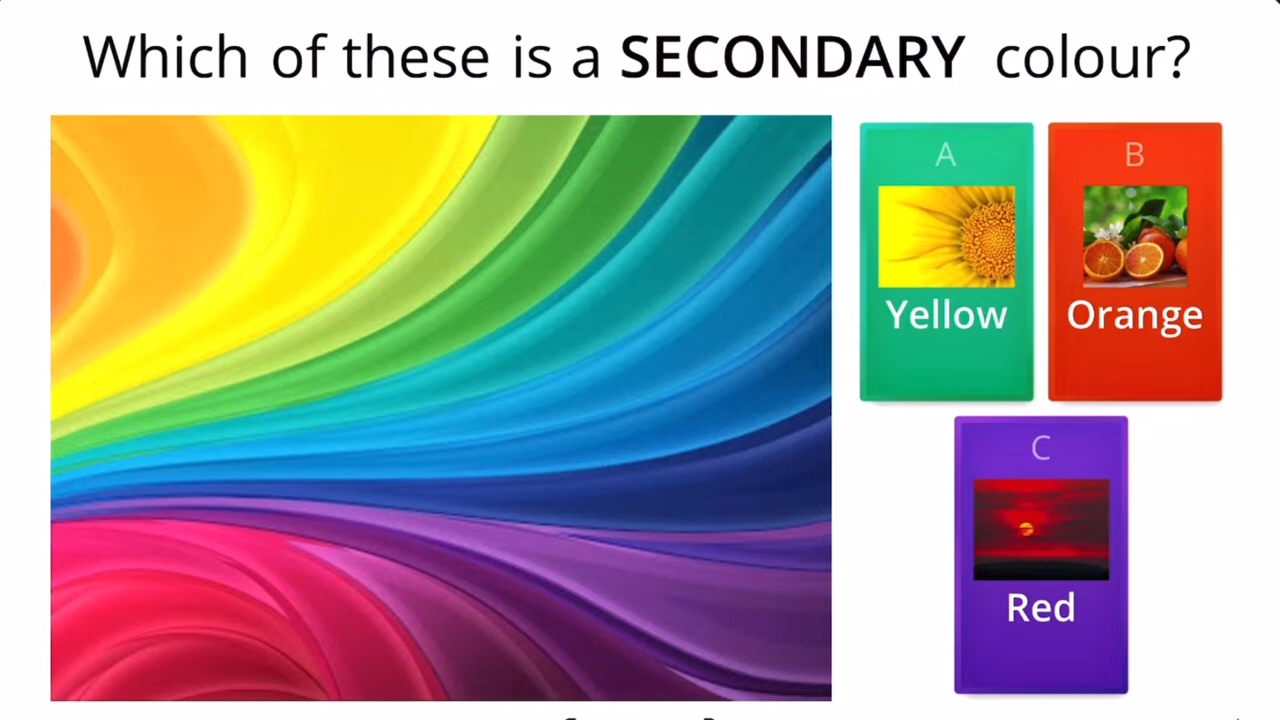 Which of these is a SECONDARY colour?
A
Yellow
B
Orange
C
Red